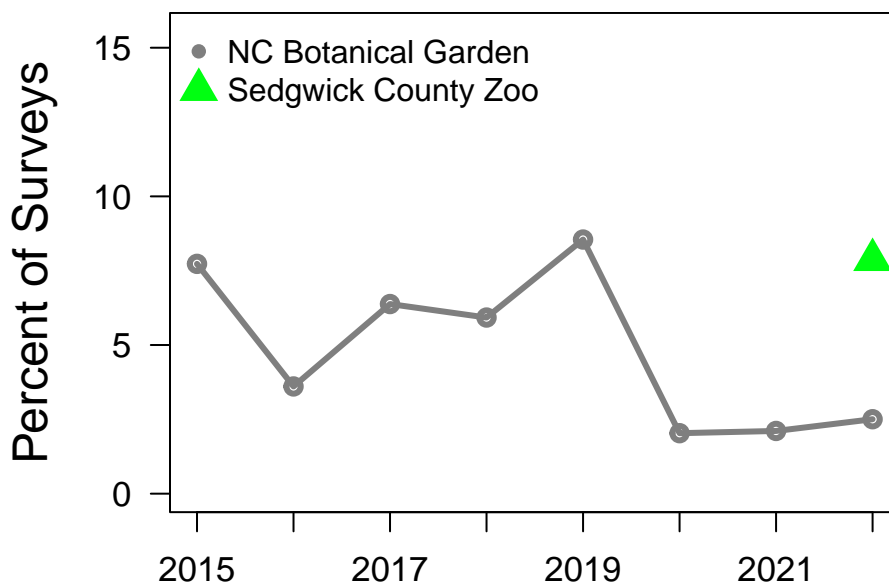 NC Botanical Garden
Sedgwick County Zoo
Percent of Surveys
15
10
5
0
2015 2017 2019 2021